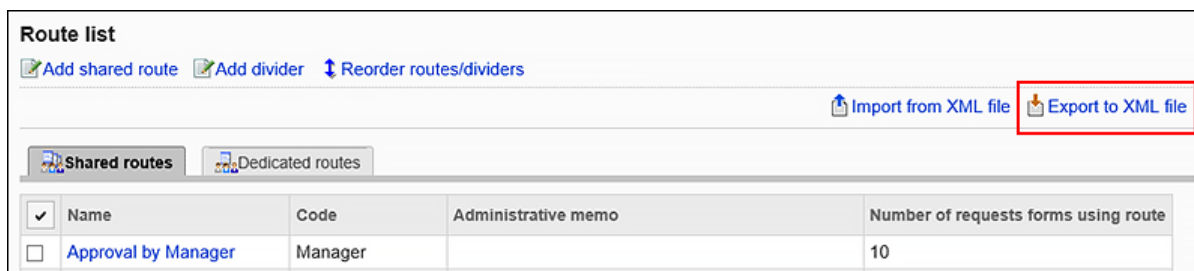 Route list
Add shared route Add divider Reorder routes/dividers
Import from XML file Export to XML file
Shared routes Dedicated routes
Name Code Administrative memo Number of requests forms using route
Approval by Manager Manager 10